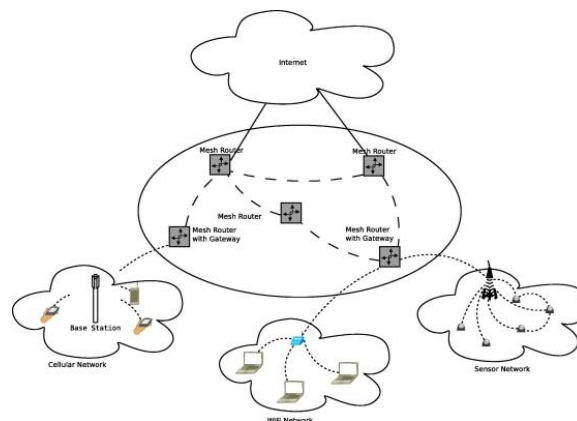 Internet
Mesh Router
Mesh Router
Mesh Router
Mesh Router
with Gateway
Mesh Router
with Gateway
Base Station
Cellular Network
WiFi Network
Sensor Network